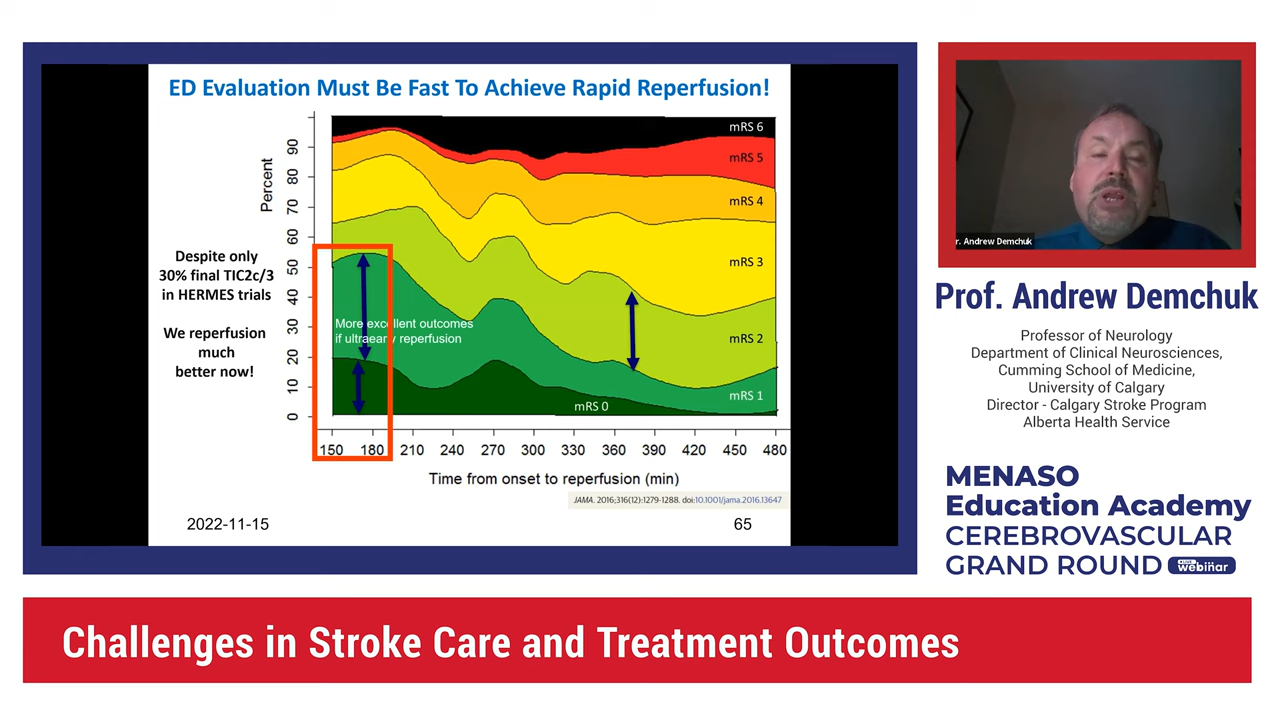 ED Evaluation Must Be Fast To Achieve Rapid Reperfusion!
Despite only
30% final TIC2c/3
in HERMES trials
We reperfusion
much
better now!
Percent
90
80
70
60
50
40
30
20
10
0
mRS 6
mRS 5
mRS 4
mRS 3
mRS 2
mRS 1
mRS 0
More excellent outcomes
if ultraearly reperfusion
150 180 210 240 270 300 330 360 390 420 450 480
Time from onset to reperfusion (min)
JAMA. 2016;316(12):1279-1288. doi:10.1001/jama.2016.13647
2022-11-15
65
r. Andrew Demchuk
Prof. Andrew Demchuk
Professor of Neurology
Department of Clinical Neurosciences,
Cumming School of Medicine,
University of Calgary
Director - Calgary Stroke Program
Alberta Health Service
MENASO
Education Academy
CEREBROVASCULAR
GRAND ROUND
webinar
Challenges in Stroke Care and Treatment Outcomes